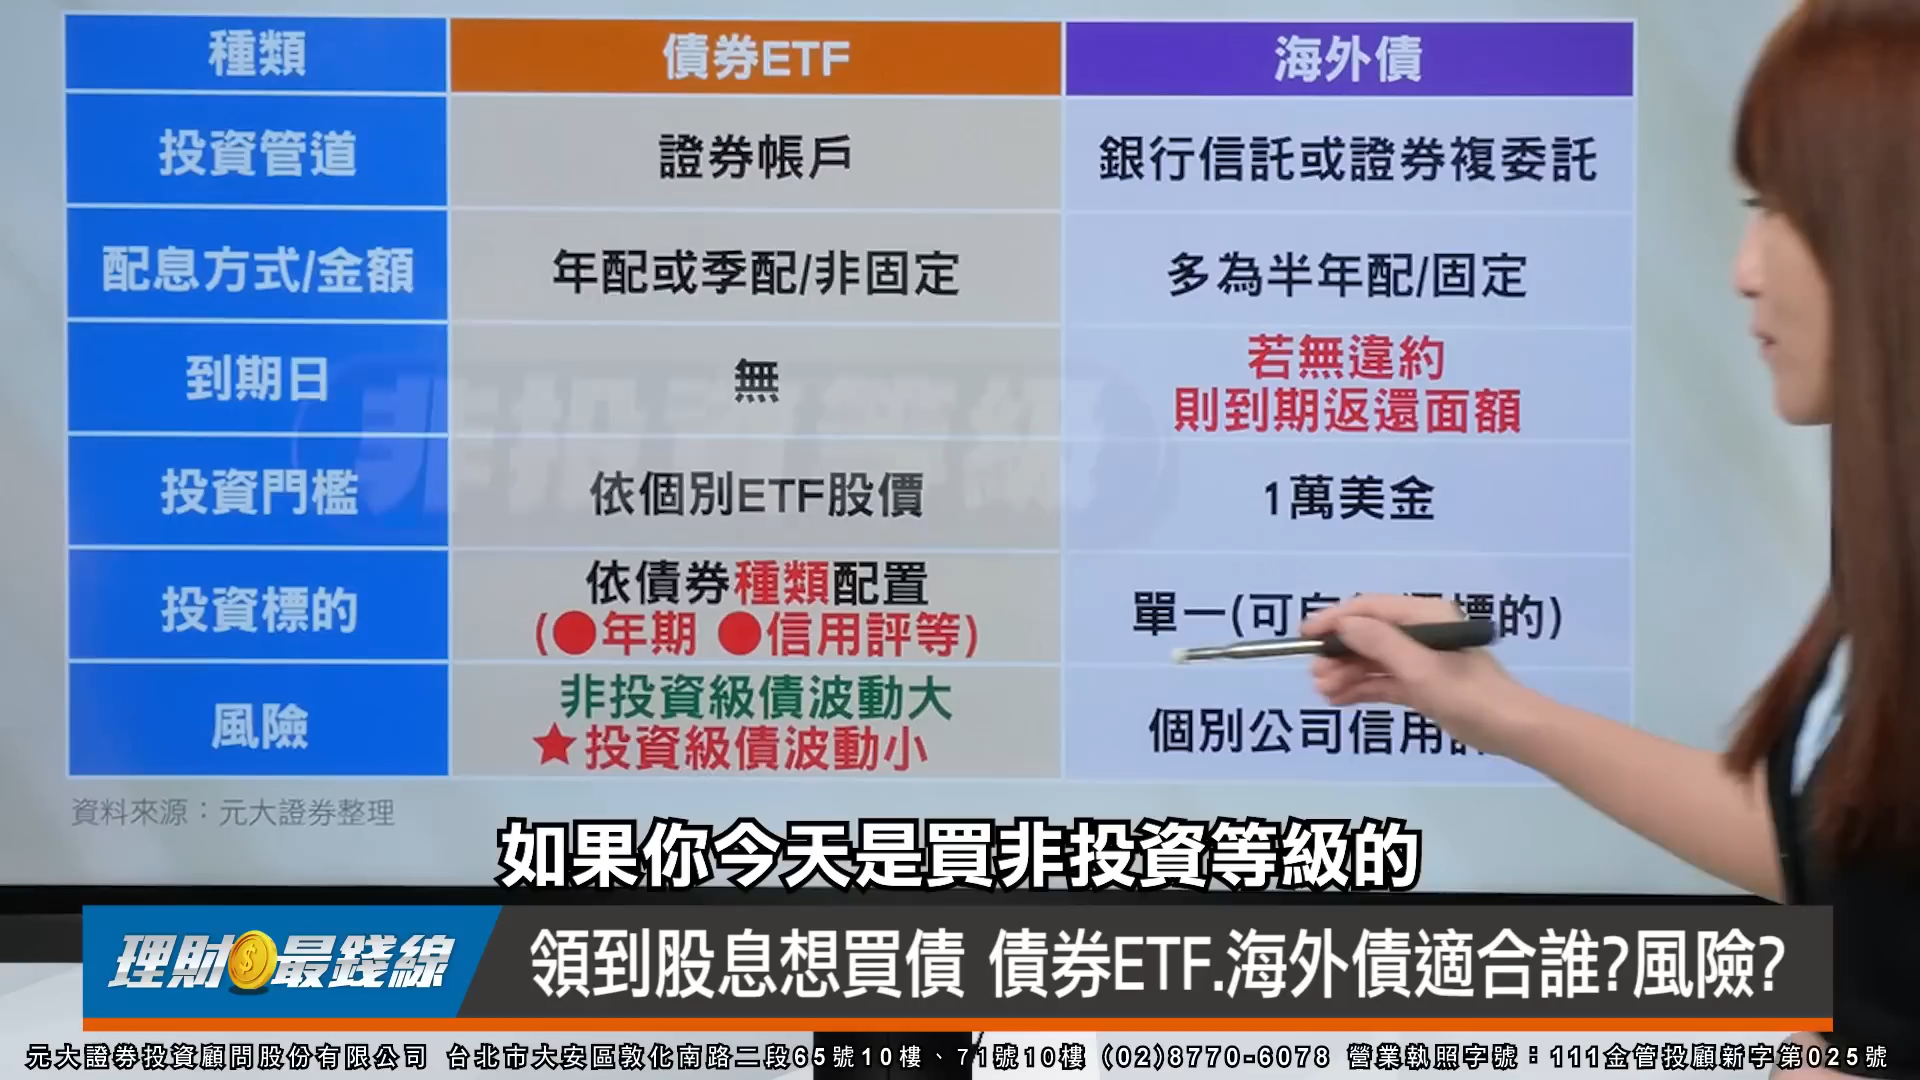 種類 債券ETF 海外債
投資管道 證券帳戶 銀行信託或證券複委託
配息方式/金額 年配或季配/非固定 多為半年配/固定
到期日 無 若無違約
則到期返還面額
非投資等級
投資門檻 依個別ETF股價 1萬美金
投資標的 依債券種類配置 單一(可自 標的)
(●年期 ●信用評等)
風險 非投資級債波動大 個別公司信用
★投資級債波動小
資料來源：元大證券整理
如果你今天是買非投資等級的
理財最錢線
領到股息想買債 債券ETF.海外債適合誰?風險?
元大證券投資顧問股份有限公司 台北市大安區敦化南路二段65號10樓、71號10樓 (02)8770-6078 營業執照字號：111金管投顧新字第025號